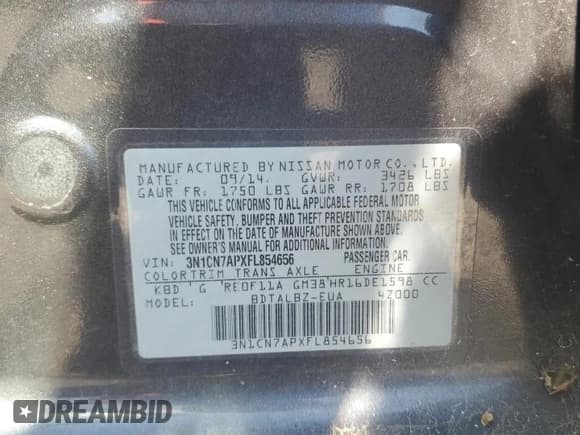 MANUFACTURED BY NISSAN MOTOR CO., LTD.
DATE: 09/14. GVWR: 3426 LBS
GAWR FR: 1750 LBS GAWR RR: 1708 LBS
THIS VEHICLE CONFORMS TO ALL APPLICABLE FEDERAL MOTOR
VEHICLE SAFETY, BUMPER AND THEFT PREVENTION STANDARDS
IN EFFECT ON THE DATE OF MANUFACTURE SHOWN ABOVE.
SEE OWNER'S MANUAL FOR ADDITIONAL INFORMATION.
VIN: 3N1CN7APXFL854656 PASSENGER CAR.
COLOR TRIM TRANS AXLE ENGINE
KBD ' G 'RE0F11A GM38'HR16DE1598 CC
BDTALBZ-EUA 4Z000
3N1CN7APXFL854656
DREAMBID